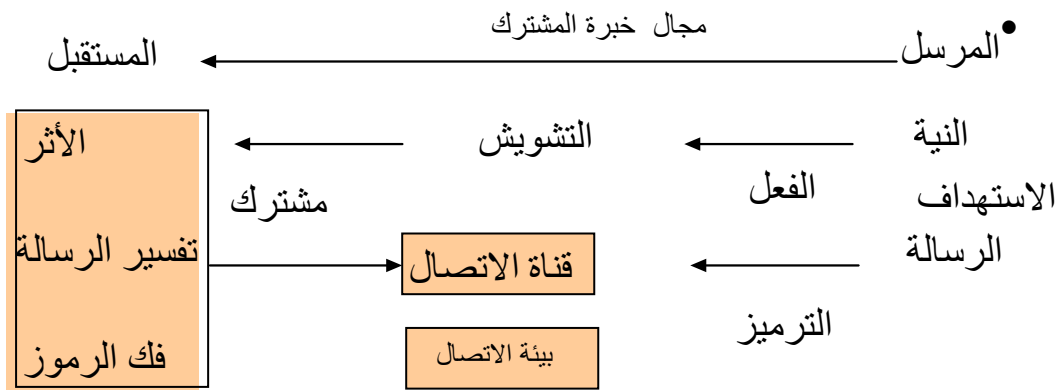 •المرسل
مجال خبرة المشترك
المستقبل
النية
التشويش
الأثر
الاستهداف
الفعل
مشترك
الرسالة
قناة الاتصال
تفسير الرسالة
الترميز
بيئة الاتصال
فك الرموز